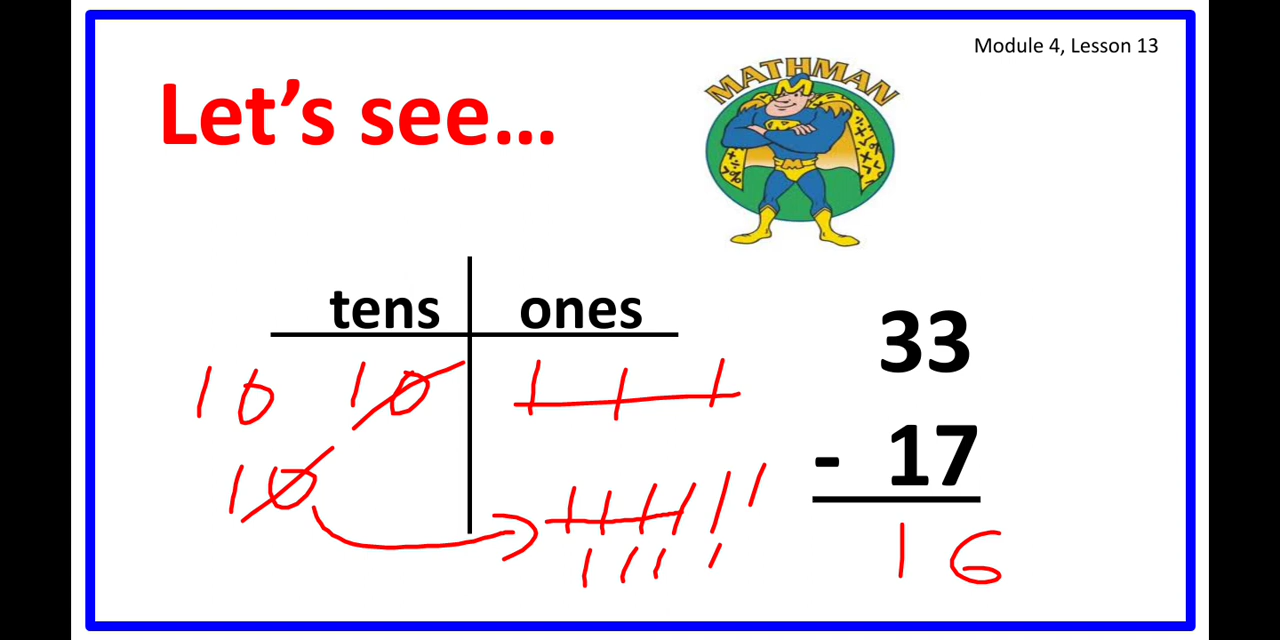 Module 4, Lesson 13
Let's see...
MATHMAN
tens ones
10 10
10
33
- 17
16